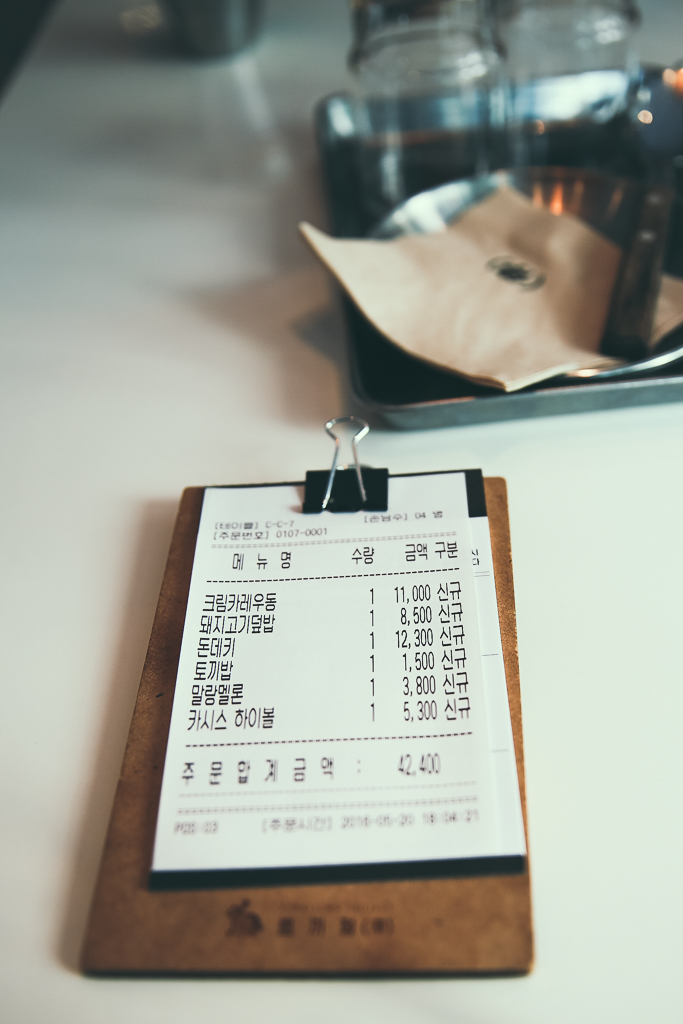 [테이블] C-C-7 [손님수] 04 명
[주문번호] 0107-0001
메 뉴 명 수량 금액 구분
크림카레우동 1 11,000 신규
돼지고기덮밥 1 8,500 신규
돈데키 1 12,300 신규
토끼밥 1 1,500 신규
말랑멜론 1 3,800 신규
카시스 하이볼 1 5,300 신규
주 문 합 계 금 액 : 42,400
POS:03 [주문시간] 2016-05-20 18:04:21